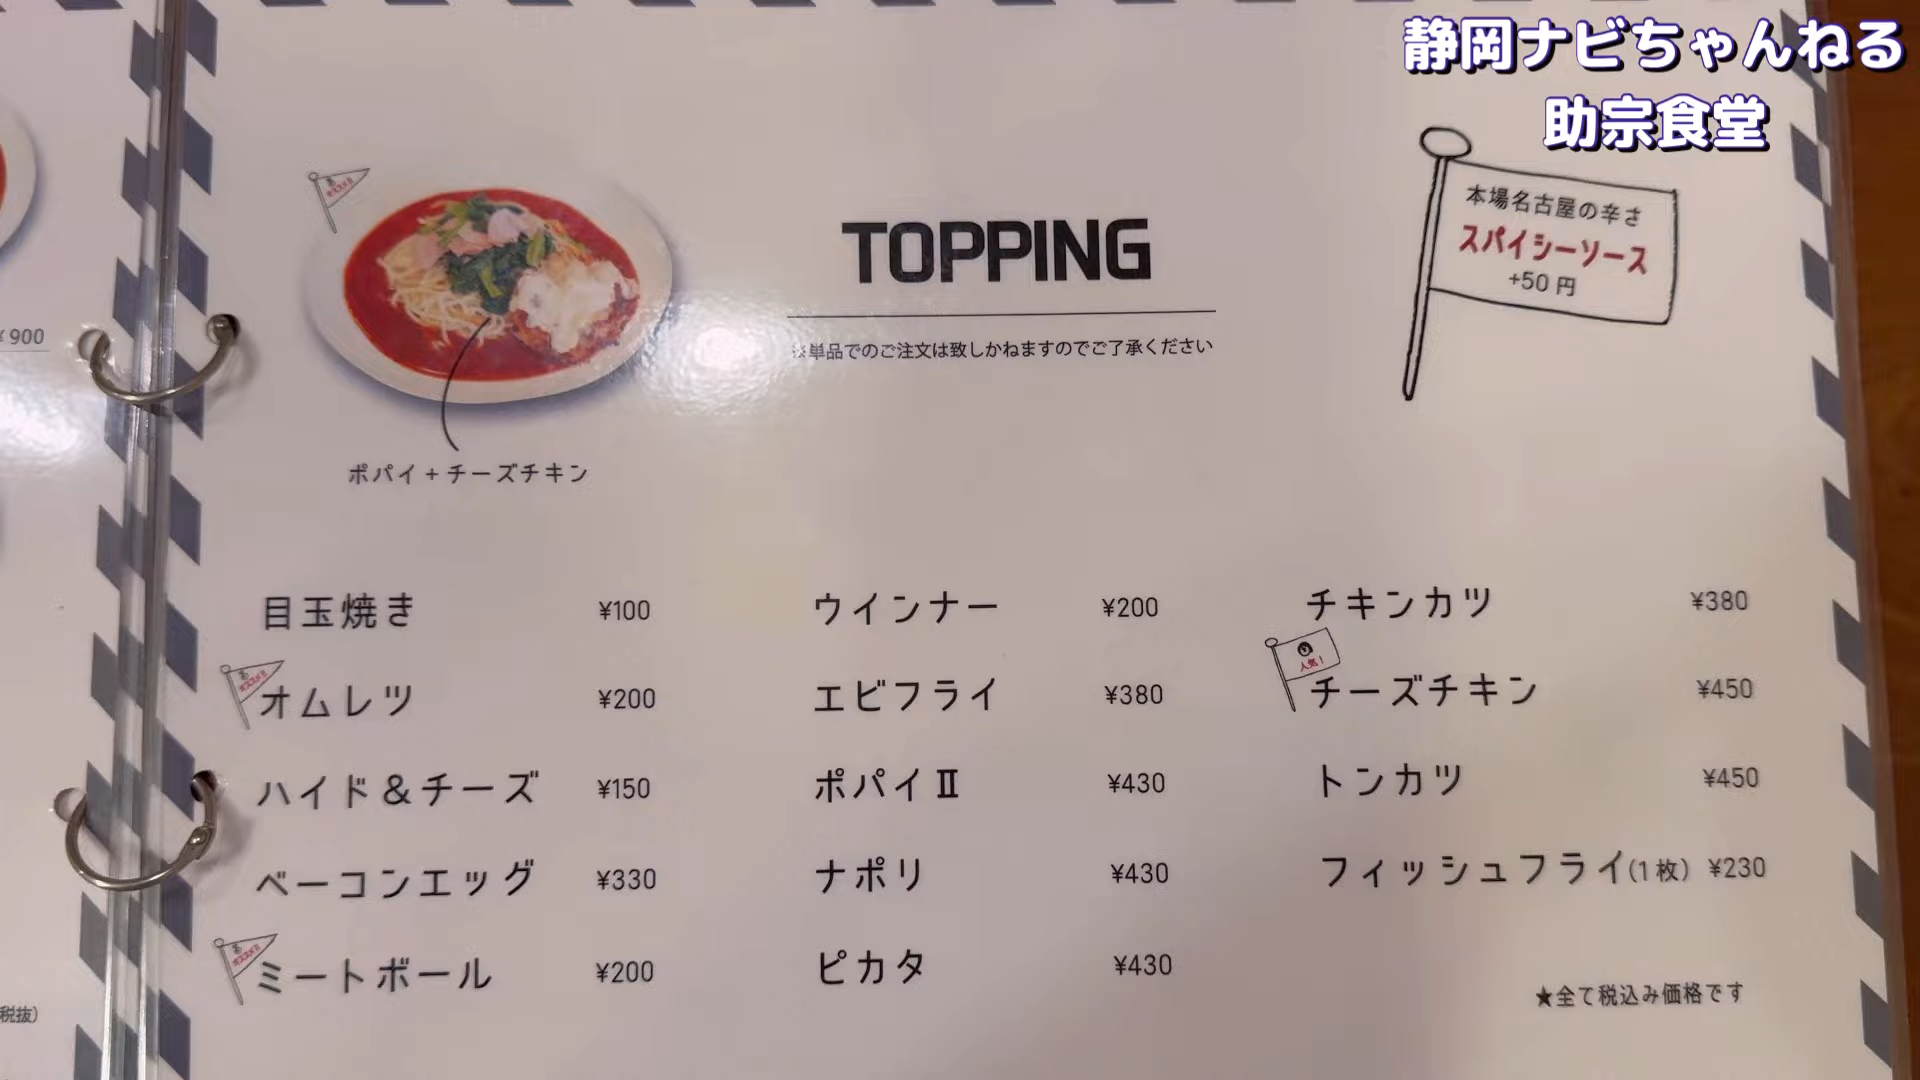 静岡ナビちゃんねる
助宗食堂
本場名古屋の辛さ
スパイシーソース
+50円
TOPPING
※単品でのご注文は致しかねますのでご了承ください
¥900
ポパイ+チーズチキン
目玉焼き ¥100
オムレツ ¥200
ハイド&チーズ ¥150
ベーコンエッグ ¥330
オススメ
ミートボール ¥200
ウインナー ¥200
エビフライ ¥380
ポパイⅡ ¥430
ナポリ ¥430
ピカタ ¥430
チキンカツ ¥380
人気!
チーズチキン ¥450
トンカツ ¥450
フィッシュフライ(1枚) ¥230
★全て税込み価格です
税抜)